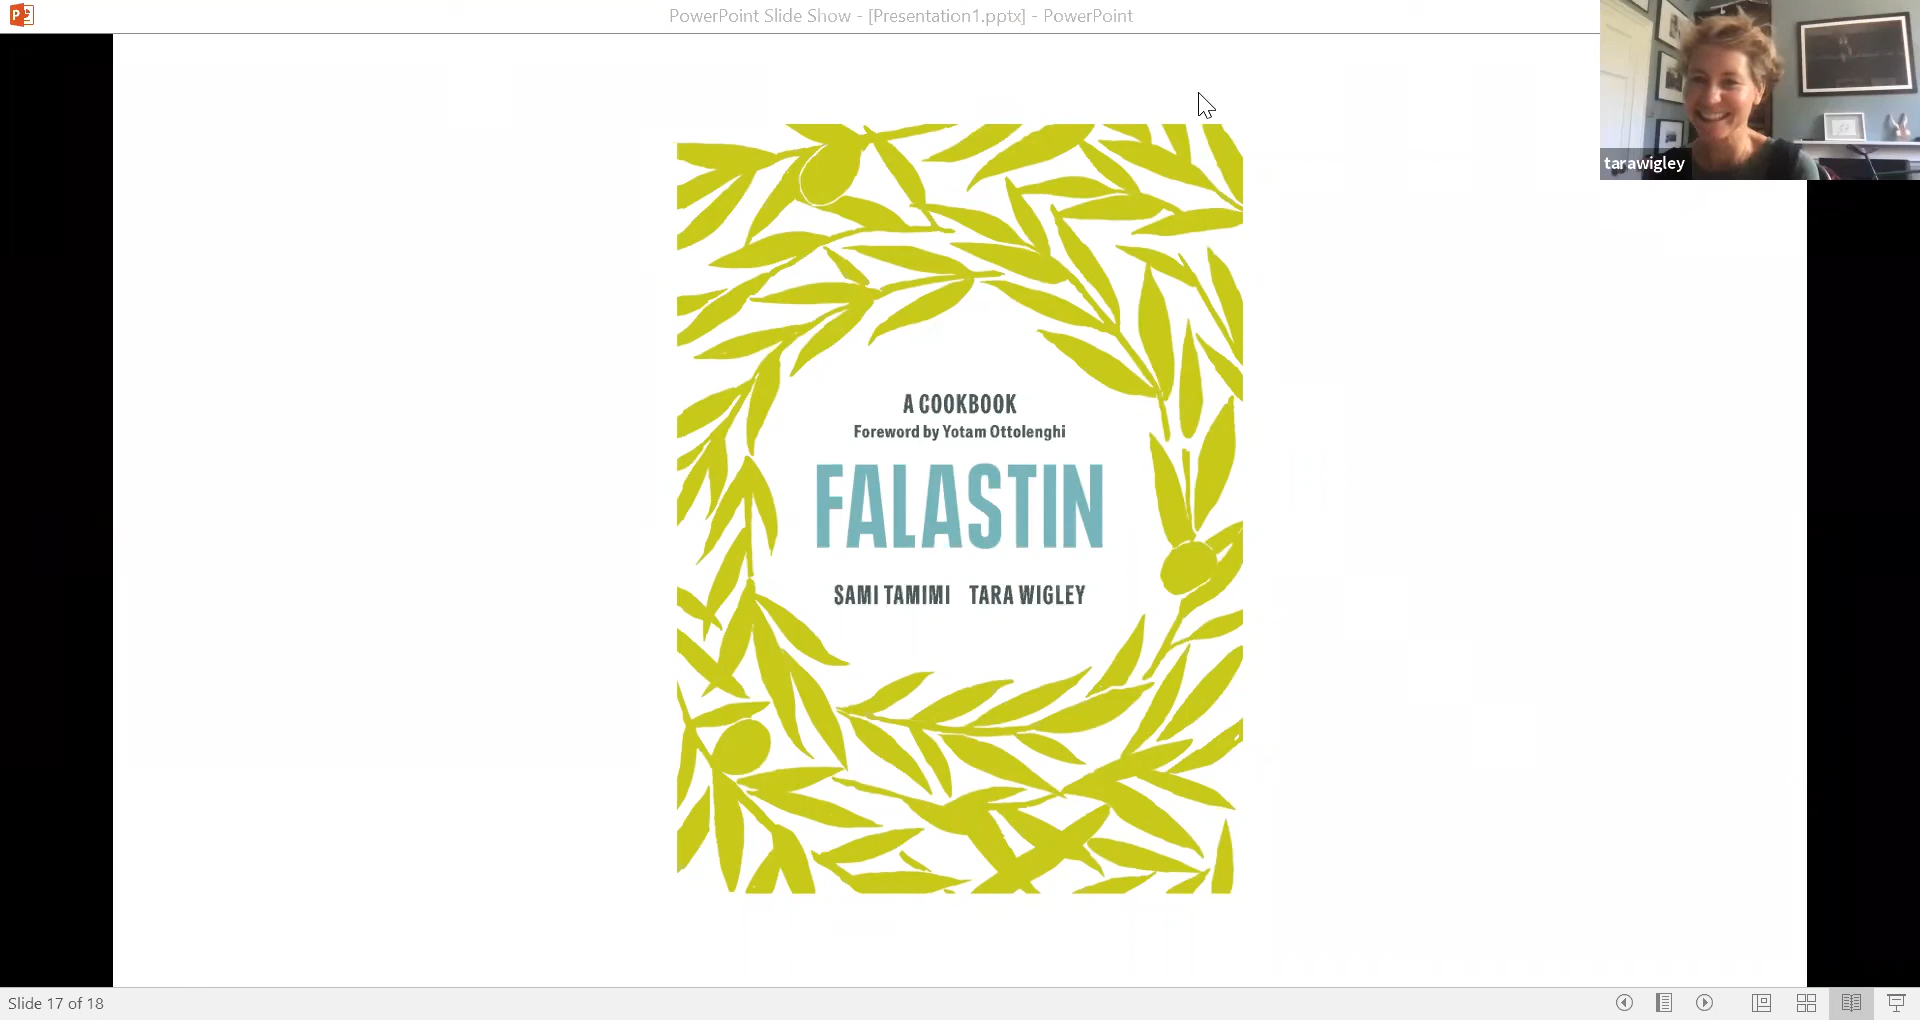 PowerPoint Slide Show - [Presentation1.pptx] - PowerPoint
tarawigley
A COOKBOOK
Foreword by Yotam Ottolenghi
FALASTIN
SAMI TAMIMI TARA WIGLEY
Slide 17 of 18